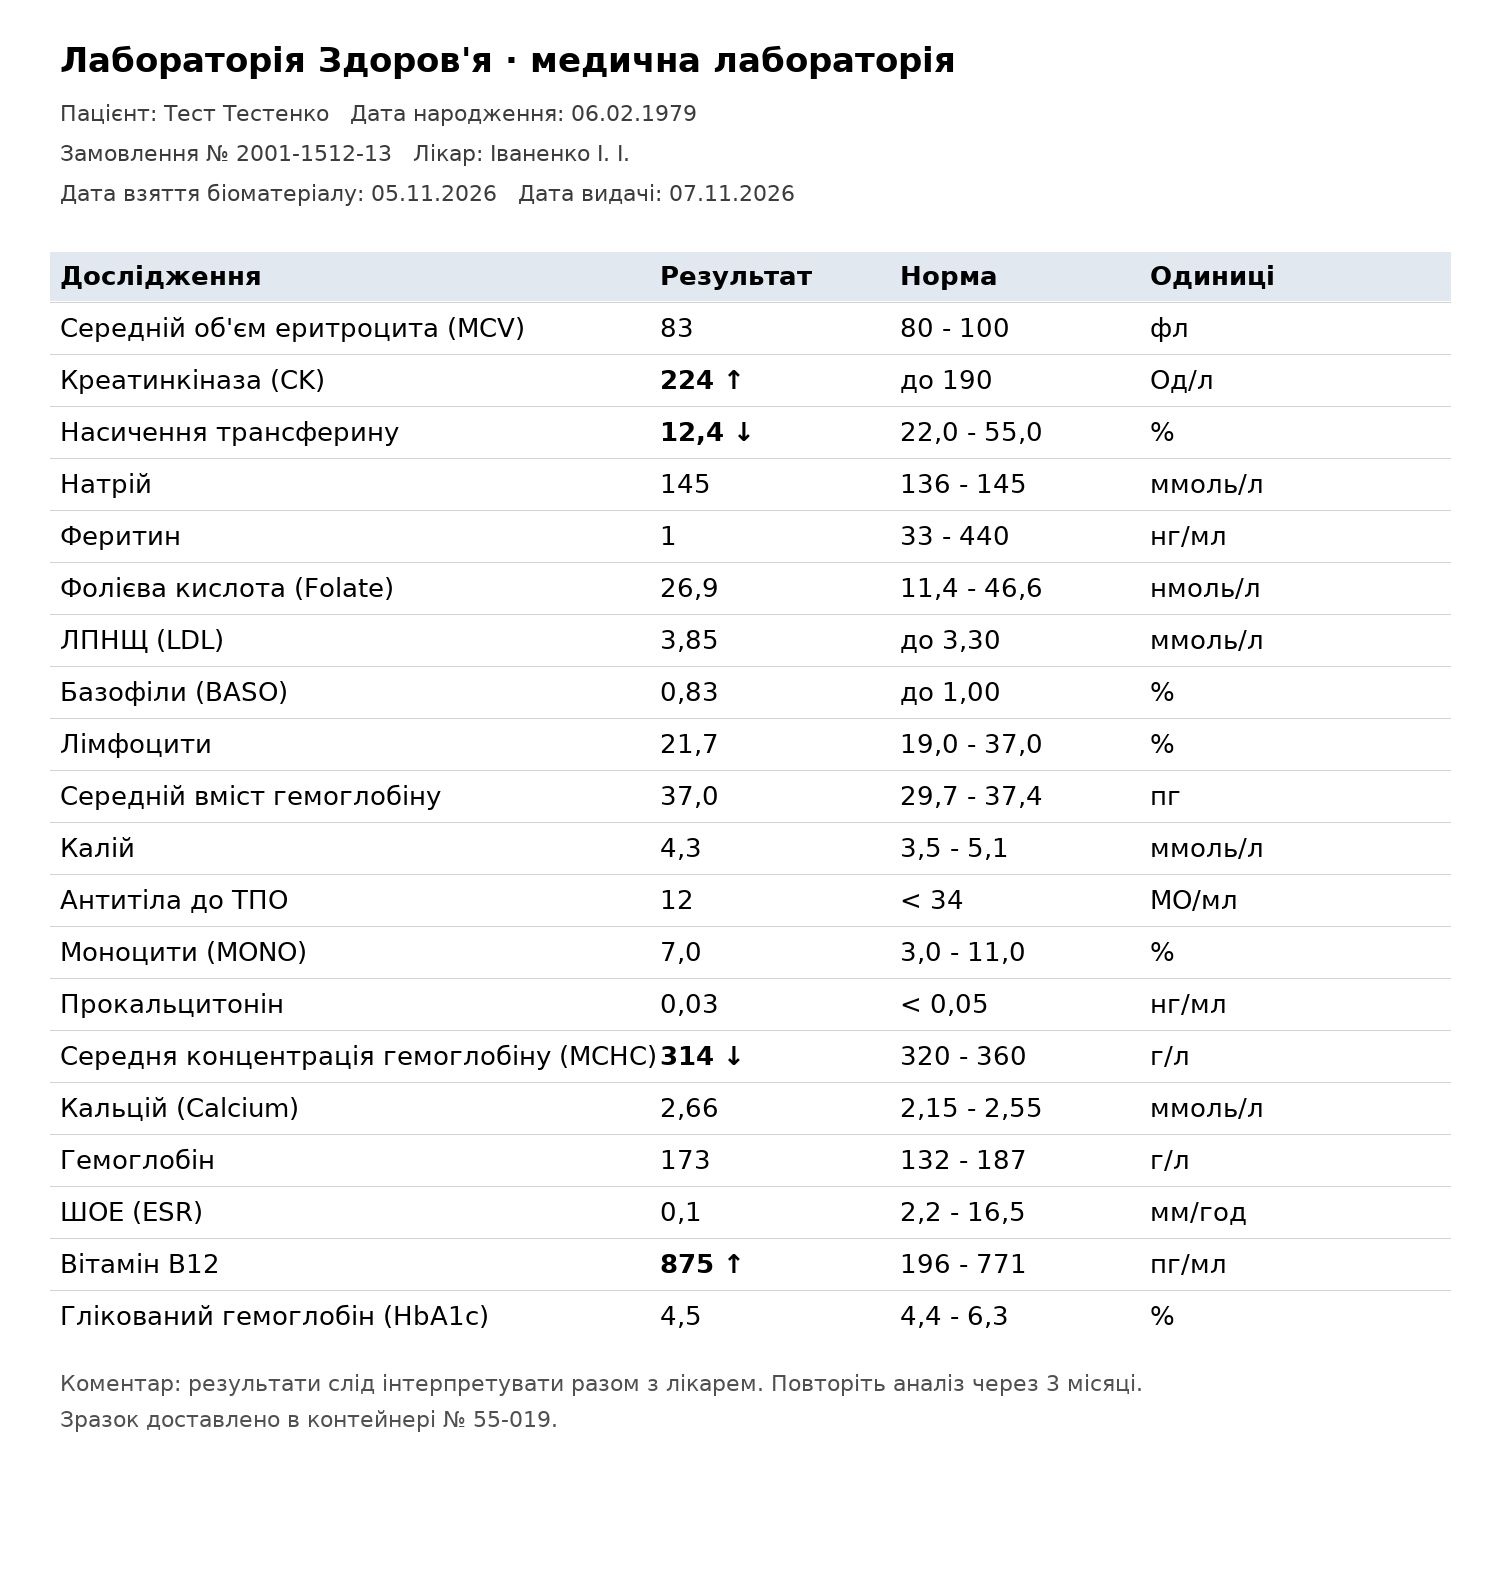 Лабораторія Здоров'я · медична лабораторія
Пацієнт: Тест Тестенко Дата народження: 06.02.1979
Замовлення № 2001-1512-13 Лікар: Іваненко І. І.
Дата взяття біоматеріалу: 05.11.2026 Дата видачі: 07.11.2026
Дослідження Результат Норма Одиниці
Середній об'єм еритроцита (MCV) 83 80 - 100 фл
Креатинкіназа (CK) 224 ↑ до 190 Од/л
Насичення трансферину 12,4 ↓ 22,0 - 55,0 %
Натрій 145 136 - 145 ммоль/л
Феритин 1 33 - 440 нг/мл
Фолієва кислота (Folate) 26,9 11,4 - 46,6 нмоль/л
ЛПНЩ (LDL) 3,85 до 3,30 ммоль/л
Базофіли (BASO) 0,83 до 1,00 %
Лімфоцити 21,7 19,0 - 37,0 %
Середній вміст гемоглобіну 37,0 29,7 - 37,4 пг
Калій 4,3 3,5 - 5,1 ммоль/л
Антитіла до ТПО 12 < 34 МО/мл
Моноцити (MONO) 7,0 3,0 - 11,0 %
Прокальцитонін 0,03 < 0,05 нг/мл
Середня концентрація гемоглобіну (MCHC) 314 ↓ 320 - 360 г/л
Кальцій (Calcium) 2,66 2,15 - 2,55 ммоль/л
Гемоглобін 173 132 - 187 г/л
ШОЕ (ESR) 0,1 2,2 - 16,5 мм/год
Вітамін B12 875 ↑ 196 - 771 пг/мл
Глікований гемоглобін (HbA1c) 4,5 4,4 - 6,3 %
Коментар: результати слід інтерпретувати разом з лікарем. Повторіть аналіз через 3 місяці.
Зразок доставлено в контейнері № 55-019.